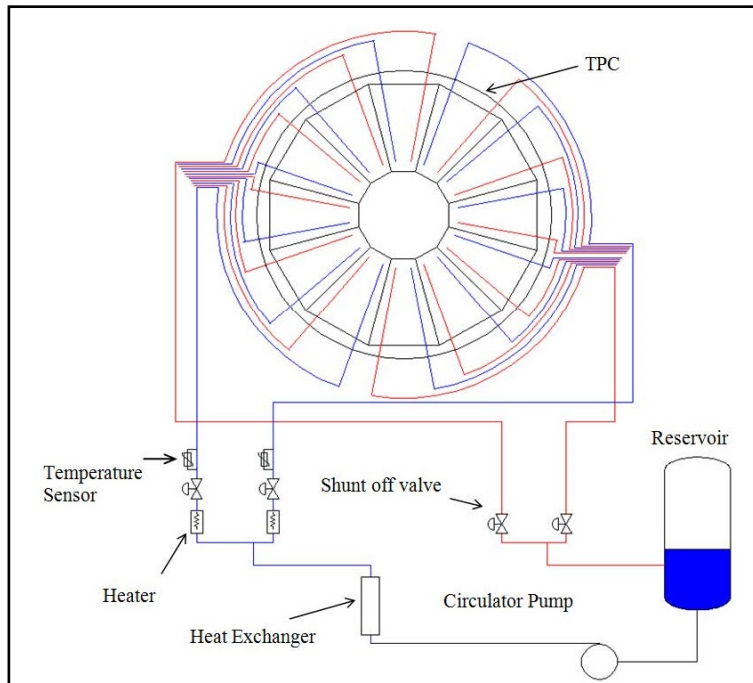 TPC
Reservoir
Temperature
Sensor
Shunt off valve
Heater
Circulator Pump
Heat Exchanger